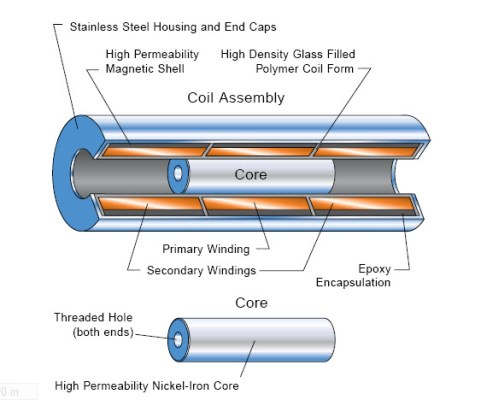 Stainless Steel Housing and End Caps
High Permeability
Magnetic Shell
High Density Glass Filled
Polymer Coil Form
Coil Assembly
Core
Primary Winding
Secondary Windings
Epoxy
Encapsulation
Core
Threaded Hole
(both ends)
High Permeability Nickel-Iron Core